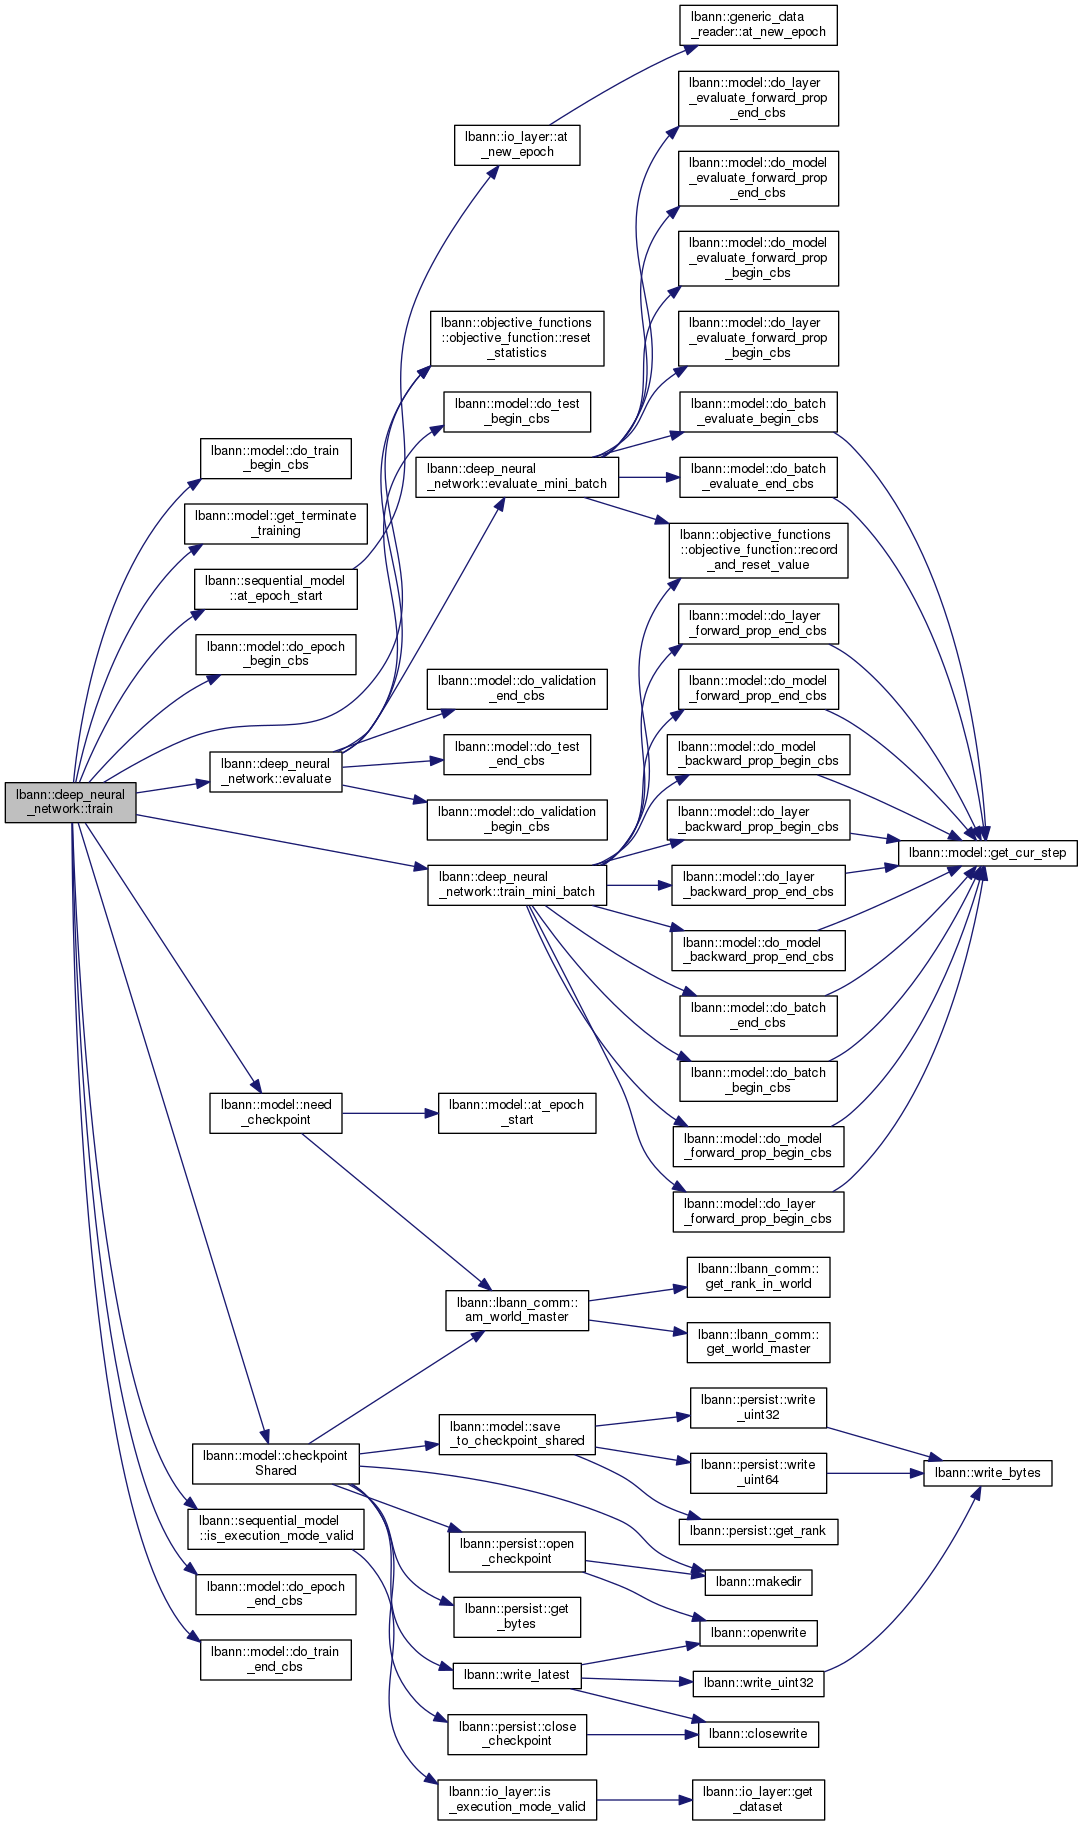 lbann::generic_data
_reader::at_new_epoch
lbann::model::do_layer
_evaluate_forward_prop
_end_cbs
lbann::io_layer::at
_new_epoch
lbann::model::do_model
_evaluate_forward_prop
_end_cbs
lbann::model::do_model
_evaluate_forward_prop
_begin_cbs
lbann::objective_functions
::objective_function::reset
_statistics
lbann::model::do_layer
_evaluate_forward_prop
_begin_cbs
lbann::model::do_test
_begin_cbs
lbann::model::do_batch
_evaluate_begin_cbs
lbann::model::do_train
_begin_cbs
lbann::deep_neural
_network::evaluate_mini_batch
lbann::model::do_batch
_evaluate_end_cbs
lbann::model::get_terminate
_training
lbann::objective_functions
::objective_function::record
_and_reset_value
lbann::sequential_model
::at_epoch_start
lbann::model::do_layer
_forward_prop_end_cbs
lbann::model::do_epoch
_begin_cbs
lbann::model::do_validation
_end_cbs
lbann::model::do_model
_forward_prop_end_cbs
lbann::deep_neural
_network::evaluate
lbann::model::do_test
_end_cbs
lbann::model::do_model
_backward_prop_begin_cbs
lbann::deep_neural
_network::train
lbann::model::do_validation
_begin_cbs
lbann::model::do_layer
_backward_prop_begin_cbs
lbann::model::get_cur_step
lbann::deep_neural
_network::train_mini_batch
lbann::model::do_layer
_backward_prop_end_cbs
lbann::model::do_model
_backward_prop_end_cbs
lbann::model::do_batch
_end_cbs
lbann::model::do_batch
_begin_cbs
lbann::model::need
_checkpoint
lbann::model::at_epoch
_start
lbann::model::do_model
_forward_prop_begin_cbs
lbann::model::do_layer
_forward_prop_begin_cbs
lbann::lbann_comm::
get_rank_in_world
lbann::lbann_comm::
am_world_master
lbann::lbann_comm::
get_world_master
lbann::persist::write
_uint32
lbann::model::checkpoint
Shared
lbann::model::save
_to_checkpoint_shared
lbann::persist::write
_uint64
lbann::write_bytes
lbann::sequential_model
::is_execution_mode_valid
lbann::persist::get_rank
lbann::persist::open
_checkpoint
lbann::makedir
lbann::model::do_epoch
_end_cbs
lbann::persist::get
_bytes
lbann::openwrite
lbann::model::do_train
_end_cbs
lbann::write_latest
lbann::write_uint32
lbann::persist::close
_checkpoint
lbann::closewrite
lbann::io_layer::is
_execution_mode_valid
lbann::io_layer::get
_dataset